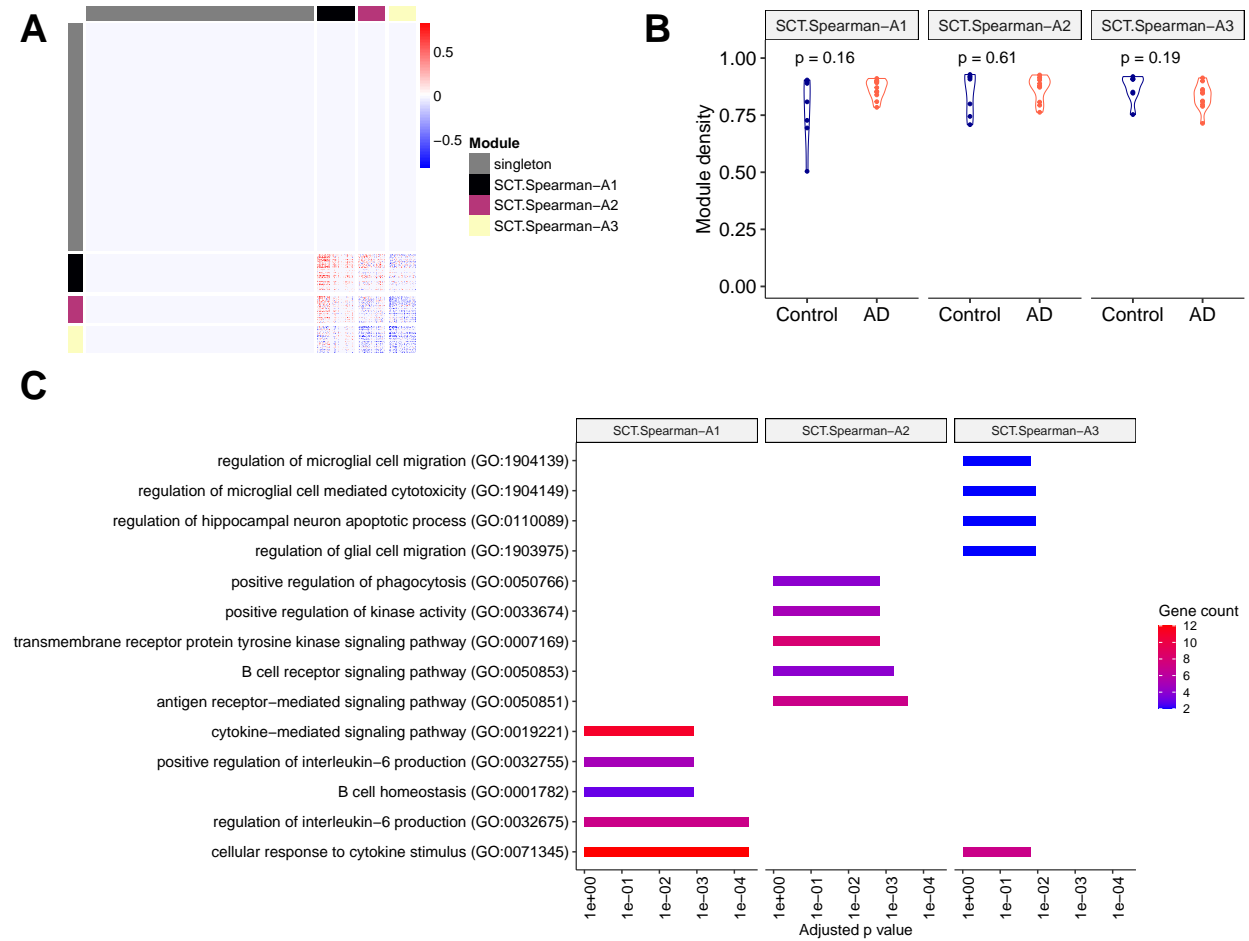 A
0.5
0
−0.5
Module
singleton
SCT.Spearman−A1
SCT.Spearman−A2
SCT.Spearman−A3
B
SCT.Spearman−A1
SCT.Spearman−A2
SCT.Spearman−A3
p = 0.16
p = 0.61
p = 0.19
Module density
1.00
0.75
0.50
0.25
0.00
Control
AD
Control
AD
Control
AD
C
SCT.Spearman−A1
SCT.Spearman−A2
SCT.Spearman−A3
regulation of microglial cell migration (GO:1904139)
regulation of microglial cell mediated cytotoxicity (GO:1904149)
regulation of hippocampal neuron apoptotic process (GO:0110089)
regulation of glial cell migration (GO:1903975)
positive regulation of phagocytosis (GO:0050766)
positive regulation of kinase activity (GO:0033674)
transmembrane receptor protein tyrosine kinase signaling pathway (GO:0007169)
B cell receptor signaling pathway (GO:0050853)
antigen receptor−mediated signaling pathway (GO:0050851)
cytokine−mediated signaling pathway (GO:0019221)
positive regulation of interleukin−6 production (GO:0032755)
B cell homeostasis (GO:0001782)
regulation of interleukin−6 production (GO:0032675)
cellular response to cytokine stimulus (GO:0071345)
1e+00
1e−01
1e−02
1e−03
1e−04
1e+00
1e−01
1e−02
1e−03
1e−04
1e+00
1e−01
1e−02
1e−03
1e−04
Adjusted p value
Gene count
12
10
8
6
4
2